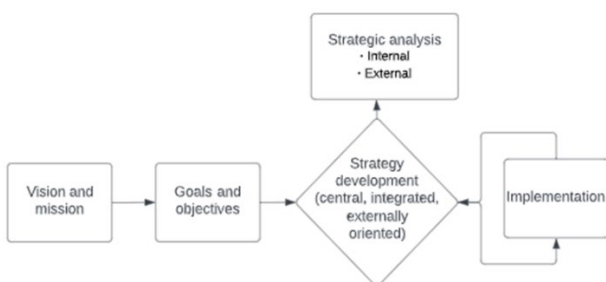 Strategic analysis
· Internal
· External
Vision and
mission
Goals and
objectives
Strategy
development
(central, integrated,
externally
oriented)
Implementation